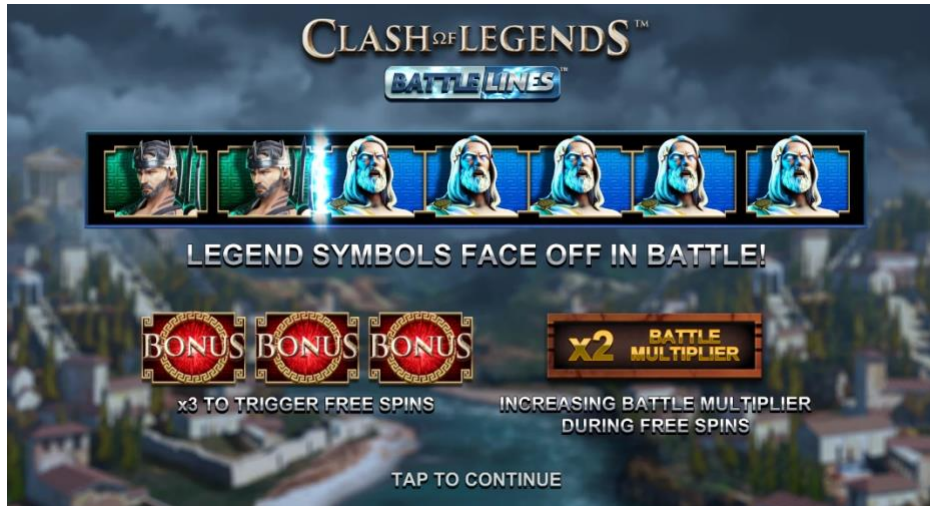 CLASH OF LEGENDS™
BATTLE LINES™
LEGEND SYMBOLS FACE OFF IN BATTLE!
BONUS BONUS BONUS
x3 TO TRIGGER FREE SPINS
x2 BATTLE MULTIPLIER
INCREASING BATTLE MULTIPLIER
DURING FREE SPINS
TAP TO CONTINUE